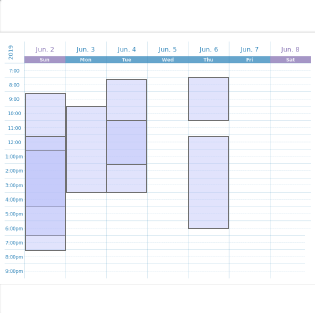 2019
Jun. 2 Jun. 3 Jun. 4 Jun. 5 Jun. 6 Jun. 7 Jun. 8
Sun Mon Tue Wed Thu Fri Sat
7:00
8:00
9:00
10:00
11:00
12:00
1:00pm
2:00pm
3:00pm
4:00pm
5:00pm
6:00pm
7:00pm
8:00pm
9:00pm